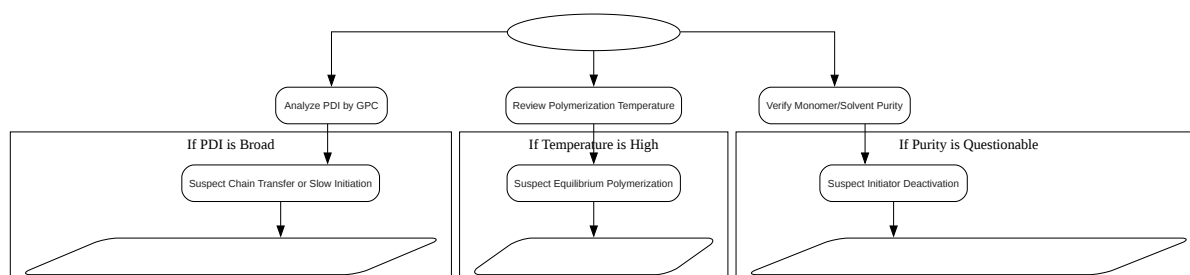 Analyze PDI by GPC
Review Polymerization Temperature
Verify Monomer/Solvent Purity
If PDI is Broad
If Temperature is High
If Purity is Questionable
Suspect Chain Transfer or Slow Initiation
Suspect Equilibrium Polymerization
Suspect Initiator Deactivation